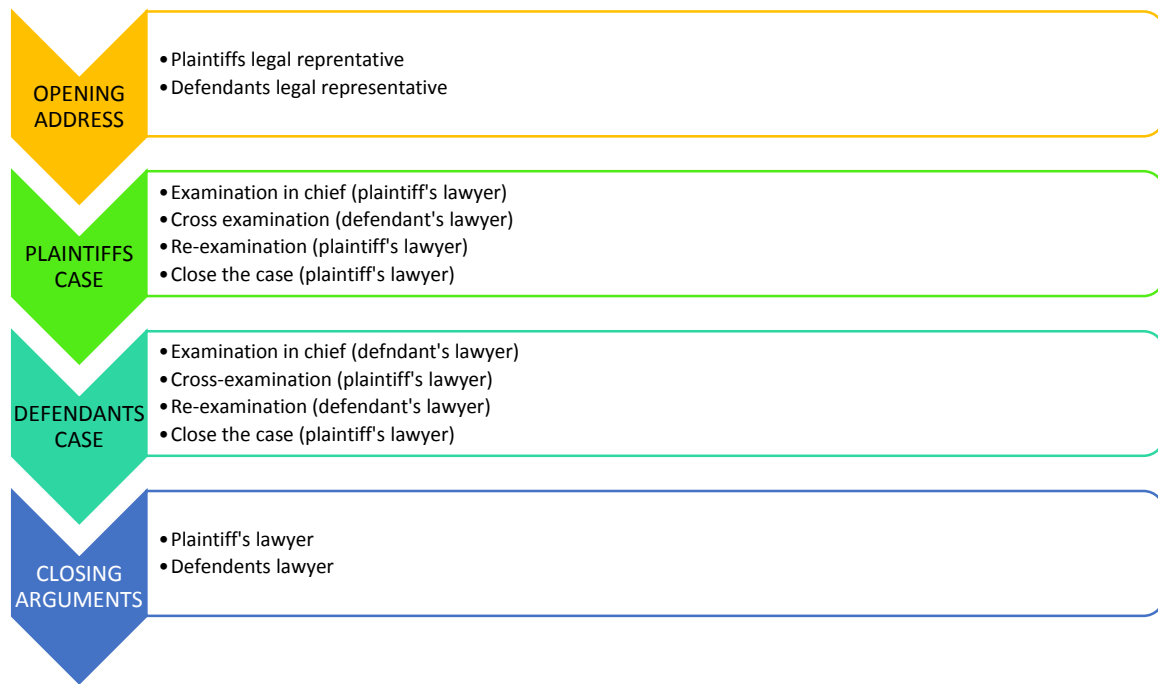 OPENING
ADDRESS
•Plaintiffs legal reprentative
•Defendants legal representative
PLAINTIFFS
CASE
•Examination in chief (plaintiff's lawyer)
•Cross examination (defendant's lawyer)
•Re-examination (plaintiff's lawyer)
•Close the case (plaintiff's lawyer)
DEFENDANTS
CASE
•Examination in chief (defndant's lawyer)
•Cross-examination (plaintiff's lawyer)
•Re-examination (defendant's lawyer)
•Close the case (plaintiff's lawyer)
CLOSING
ARGUMENTS
•Plaintiff's lawyer
•Defendents lawyer